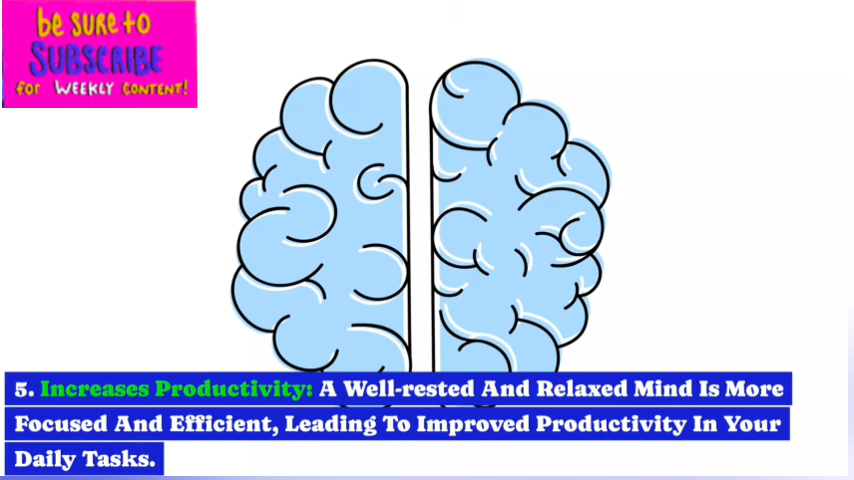 be SURE to
SUBSCRIBE
for WEEKLY CONTENT!
5. Increases Productivity: A Well-rested And Relaxed Mind Is More
Focused And Efficient, Leading To Improved Productivity In Your
Daily Tasks.